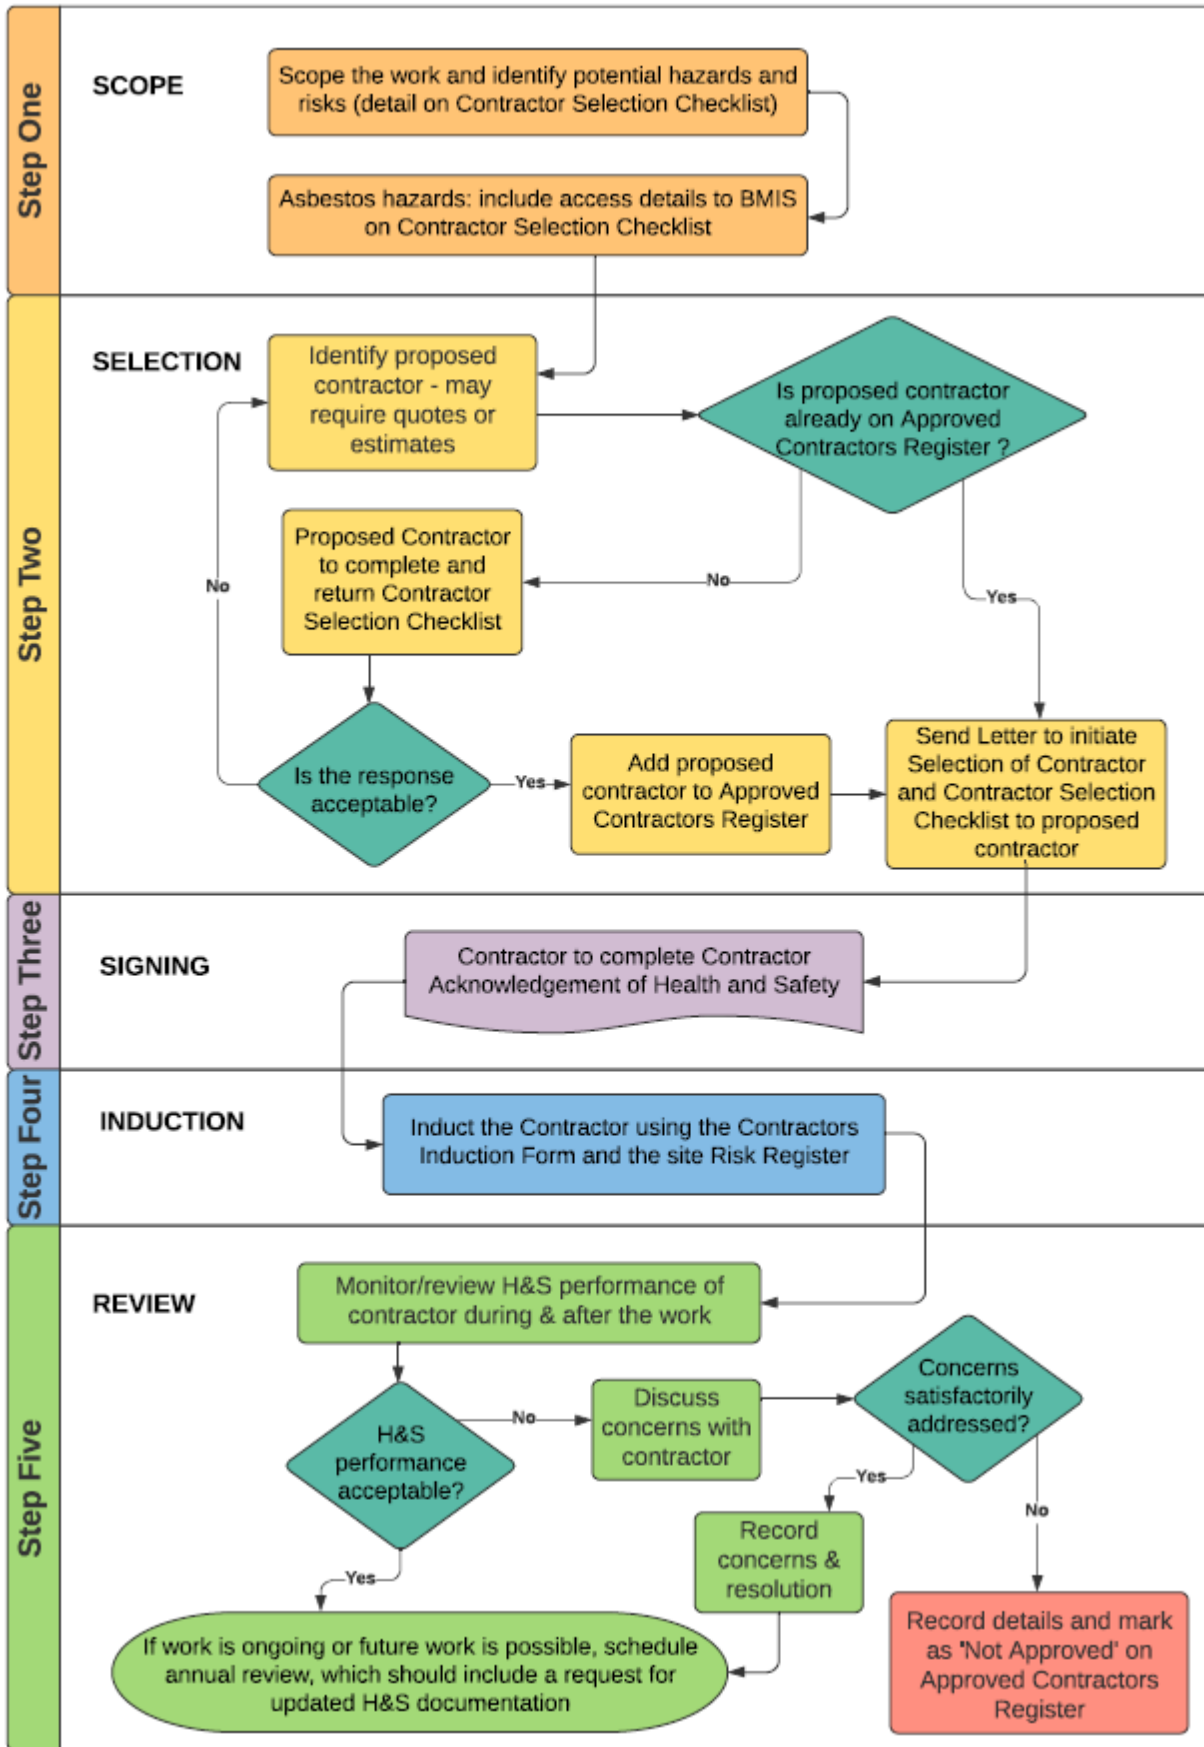 Step One
SCOPE
Scope the work and identify potential hazards and
risks (detail on Contractor Selection Checklist)
Asbestos hazards: include access details to BMIS
on Contractor Selection Checklist
Step Two
SELECTION
Identify proposed
contractor - may
require quotes or
estimates
Is proposed contractor
already on Approved
Contractors Register ?
Proposed Contractor
to complete and
return Contractor
Selection Checklist
No
No
Yes
Is the response
acceptable?
Yes
Add proposed
contractor to Approved
Contractors Register
Send Letter to initiate
Selection of Contractor
and Contractor Selection
Checklist to proposed
contractor
Step Three
SIGNING
Contractor to complete Contractor
Acknowledgement of Health and Safety
Step Four
INDUCTION
Induct the Contractor using the Contractors
Induction Form and the site Risk Register
Step Five
REVIEW
Monitor/review H&S performance of
contractor during & after the work
H&S
performance
acceptable?
No
Discuss
concerns with
contractor
Concerns
satisfactorily
addressed?
Yes
No
Record
concerns &
resolution
Yes
If work is ongoing or future work is possible, schedule
annual review, which should include a request for
updated H&S documentation
Record details and mark
as 'Not Approved' on
Approved Contractors
Register